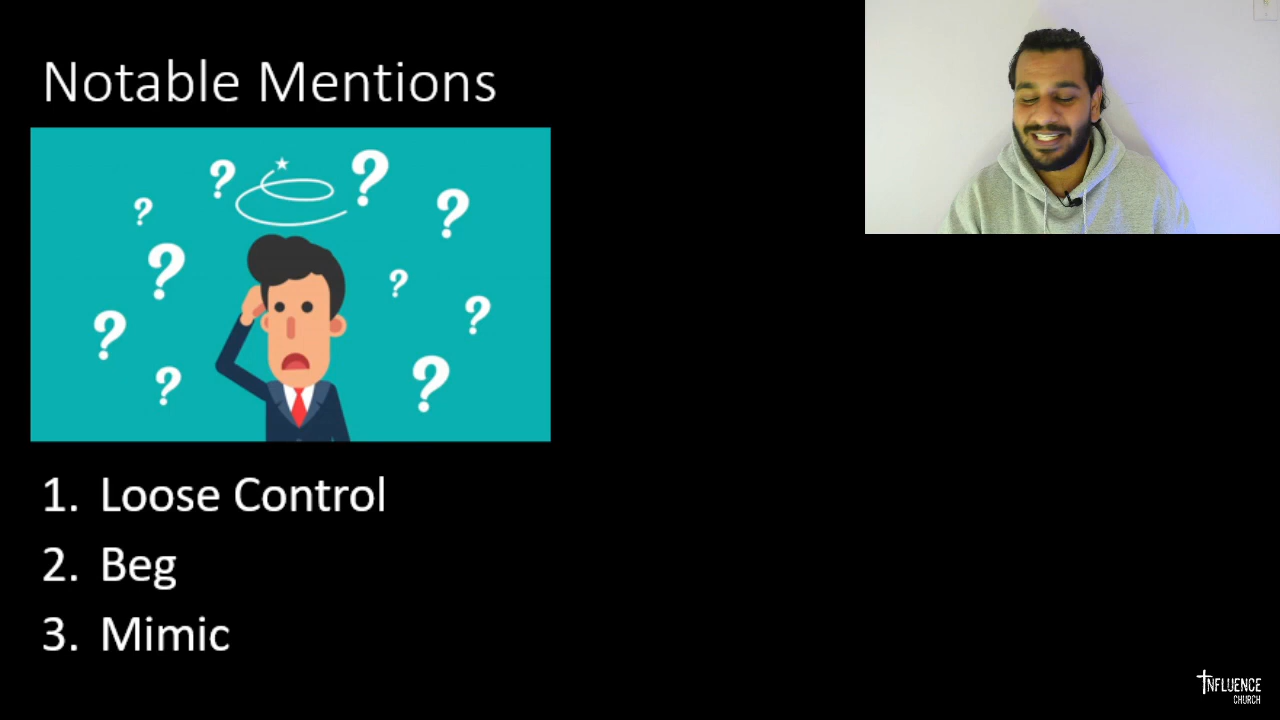 Notable Mentions
? ? ? ? ? ? ? ? ? ?
1. Loose Control
2. Beg
3. Mimic
INFLUENCE
CHURCH